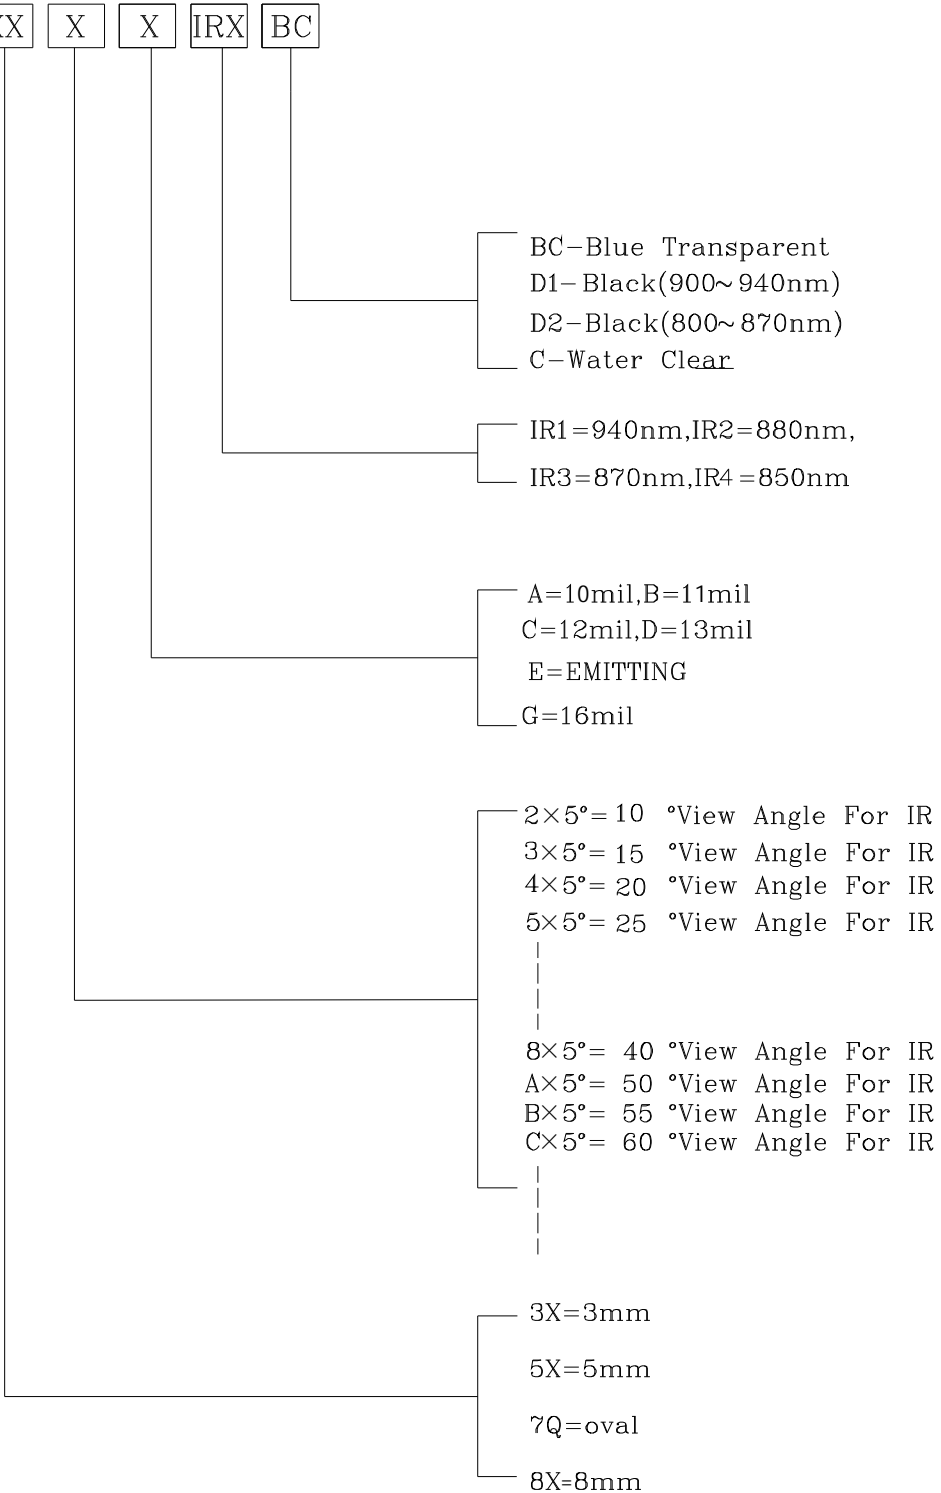 X X X IRX BC
BC-Blue Transparent
D1-Black(900~940nm)
D2-Black(800~870nm)
C-Water Clear
IR1=940nm,IR2=880nm,
IR3=870nm,IR4=850nm
A=10mil,B=11mil
C=12mil,D=13mil
E=EMITTING
G=16mil
2×5°= 10 °View Angle For IR
3×5°= 15 °View Angle For IR
4×5°= 20 °View Angle For IR
5×5°= 25 °View Angle For IR
8×5°= 40 °View Angle For IR
A×5°= 50 °View Angle For IR
B×5°= 55 °View Angle For IR
C×5°= 60 °View Angle For IR
3X=3mm
5X=5mm
7Q=oval
8X=8mm